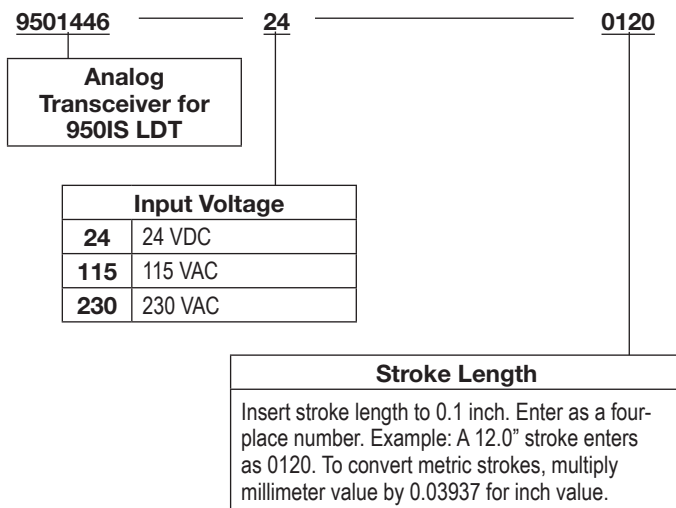 9501446 24 0120
Analog
Transceiver for
950IS LDT
Input Voltage
24 24 VDC
115 115 VAC
230 230 VAC
Stroke Length
Insert stroke length to 0.1 inch. Enter as a four-
place number. Example: A 12.0” stroke enters
as 0120. To convert metric strokes, multiply
millimeter value by 0.03937 for inch value.